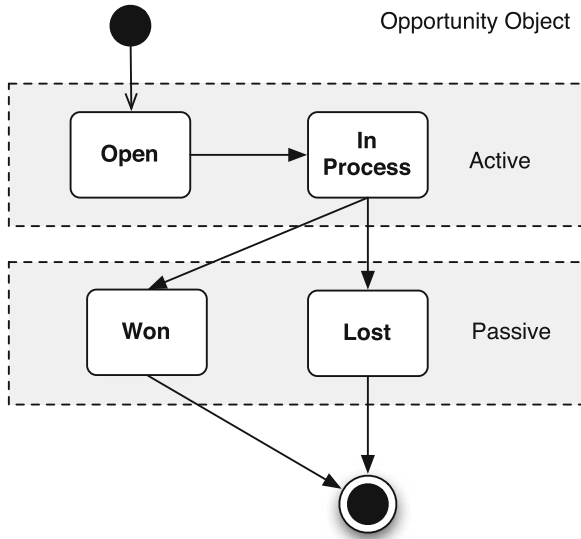 Opportunity Object
Open
In
Process
Active
Won
Lost
Passive